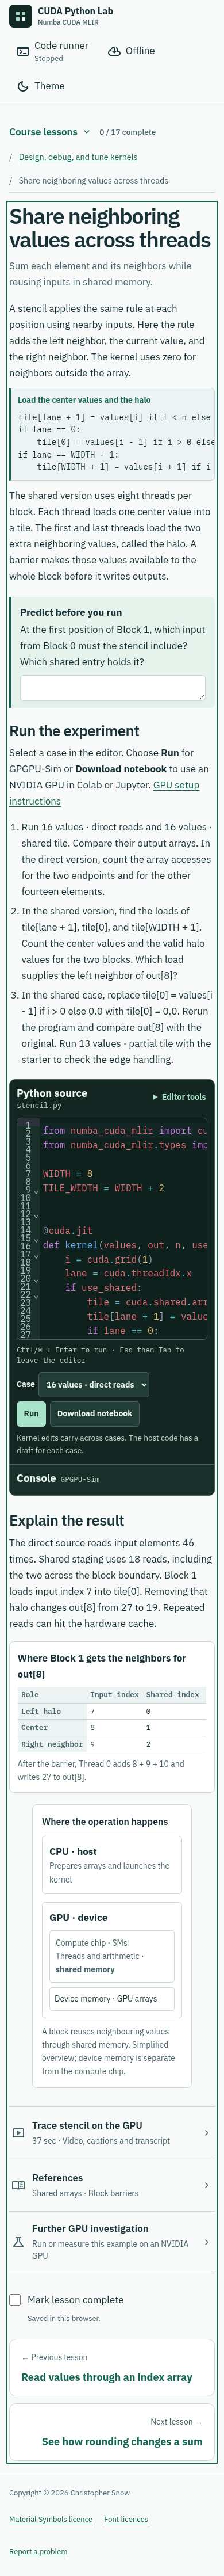 CUDA Python Lab
Numba CUDA MLIR
Code runner
Stopped
Offline
Theme
Course lessons
0 / 17 complete
/ Design, debug, and tune kernels
/ Share neighboring values across threads
Share neighboring
values across threads
Sum each element and its neighbors while
reusing inputs in shared memory.
A stencil applies the same rule at each
position using nearby inputs. Here the rule
adds the left neighbor, the current value, and
the right neighbor. The kernel uses zero for
neighbors outside the array.
Load the center values and the halo
tile[lane + 1] = values[i] if i < n else
if lane == 0:
tile[0] = values[i - 1] if i > 0 else
if lane == WIDTH - 1:
tile[WIDTH + 1] = values[i + 1] if i
The shared version uses eight threads per
block. Each thread loads one center value into
a tile. The first and last threads load the two
extra neighboring values, called the halo. A
barrier makes those values available to the
whole block before it writes outputs.
Predict before you run
At the first position of Block 1, which input
from Block 0 must the stencil include?
Which shared entry holds it?
Run the experiment
Select a case in the editor. Choose Run for
GPGPU-Sim or Download notebook to use an
NVIDIA GPU in Colab or Jupyter. GPU setup
instructions
1. Run 16 values · direct reads and 16 values ·
shared tile. Compare their output arrays. In
the direct version, count the array accesses
for the two endpoints and for the other
fourteen elements.
2. In the shared version, find the loads of
tile[lane + 1], tile[0], and tile[WIDTH + 1].
Count the center values and the valid halo
values for the two blocks. Which load
supplies the left neighbor of out[8]?
3. In the shared case, replace tile[0] = values[i
- 1] if i > 0 else 0.0 with tile[0] = 0.0. Rerun
the program and compare out[8] with the
original. Run 13 values · partial tile with the
starter to check edge handling.
Python source
stencil.py
Editor tools
1
2
3
4
5
6
7
8
9
10
11
12
13
14
15
16
17
18
19
20
21
22
23
24
25
26
27
from numba_cuda_mlir import cu
from numba_cuda_mlir.types imp
WIDTH = 8
TILE_WIDTH = WIDTH + 2
@cuda.jit
def kernel(values, out, n, use
i = cuda.grid(1)
lane = cuda.threadIdx.x
if use_shared:
tile = cuda.shared.arr
tile[lane + 1] = value
if lane == 0:
Ctrl/⌘ + Enter to run · Esc then Tab to
leave the editor
Case 16 values · direct reads
Run
Download notebook
Kernel edits carry across cases. The host code has a
draft for each case.
Console GPGPU-Sim
Explain the result
The direct source reads input elements 46
times. Shared staging uses 18 reads, including
the two across the block boundary. Block 1
loads input index 7 into tile[0]. Removing that
halo changes out[8] from 27 to 19. Repeated
reads can hit the hardware cache.
Where Block 1 gets the neighbors for
out[8]
Role Input index Shared index
Left halo 7 0
Center 8 1
Right neighbor 9 2
After the barrier, Thread 0 adds 8 + 9 + 10 and
writes 27 to out[8].
Where the operation happens
CPU · host
Prepares arrays and launches the
kernel
GPU · device
Compute chip · SMs
Threads and arithmetic ·
shared memory
Device memory · GPU arrays
A block reuses neighbouring values
through shared memory. Simplified
overview; device memory is separate
from the compute chip.
Trace stencil on the GPU
37 sec · Video, captions and transcript
References
Shared arrays · Block barriers
Further GPU investigation
Run or measure this example on an NVIDIA
GPU
Mark lesson complete
Saved in this browser.
← Previous lesson
Read values through an index array
Next lesson →
See how rounding changes a sum
Copyright © 2026 Christopher Snow
Material Symbols licence
Font licences
Report a problem